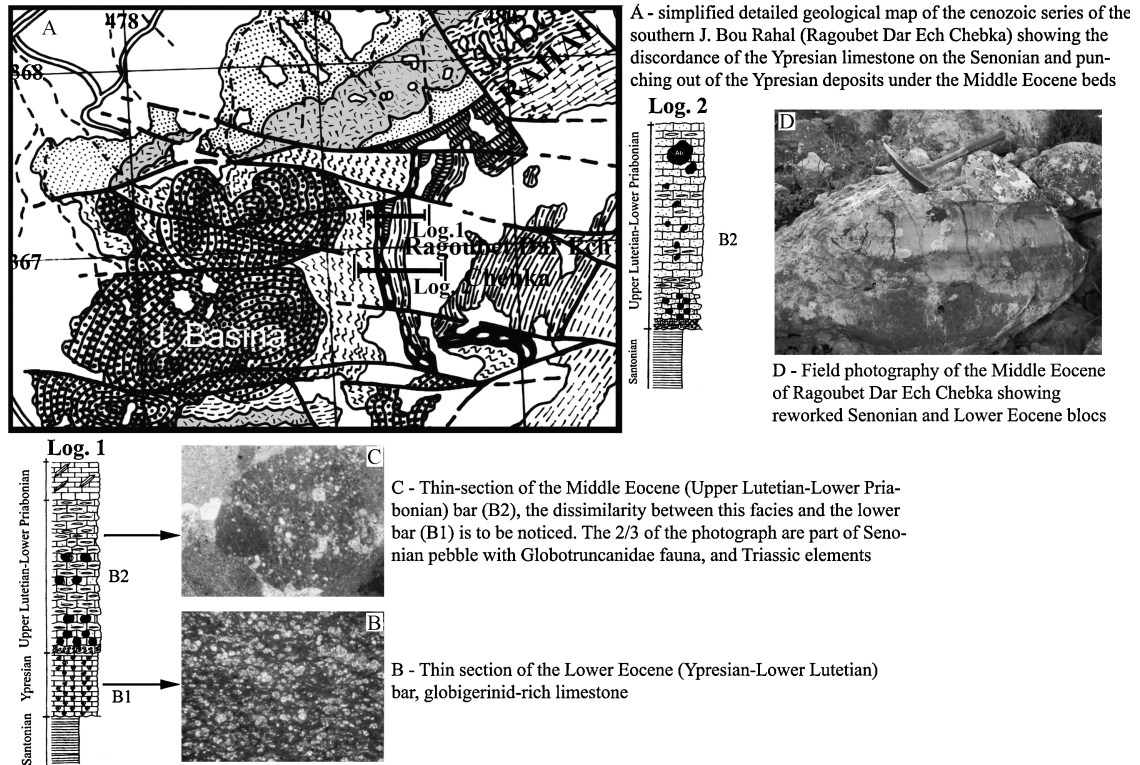 A
478
479
480
368
367
RAHAL
Log.1
Ragoubet Dar Ech
Chebka
Log.
J. Basina
A - simplified detailed geological map of the cenozoic series of the
southern J. Bou Rahal (Ragoubet Dar Ech Chebka) showing the
discordance of the Ypresian limestone on the Senonian and pun-
ching out of the Ypresian deposits under the Middle Eocene beds
Log. 2
Upper Lutetian-Lower Priabonian
Santonian
B2
D
D - Field photography of the Middle Eocene
of Ragoubet Dar Ech Chebka showing
reworked Senonian and Lower Eocene blocs
Log. 1
Upper Lutetian-Lower Priabonian
Ypresian
Santonian
B2
B1
C
C - Thin-section of the Middle Eocene (Upper Lutetian-Lower Pria-
bonian) bar (B2), the dissimilarity between this facies and the lower
bar (B1) is to be noticed. The 2/3 of the photograph are part of Seno-
nian pebble with Globotruncanidae fauna, and Triassic elements
B
B - Thin section of the Lower Eocene (Ypresian-Lower Lutetian)
bar, globigerinid-rich limestone